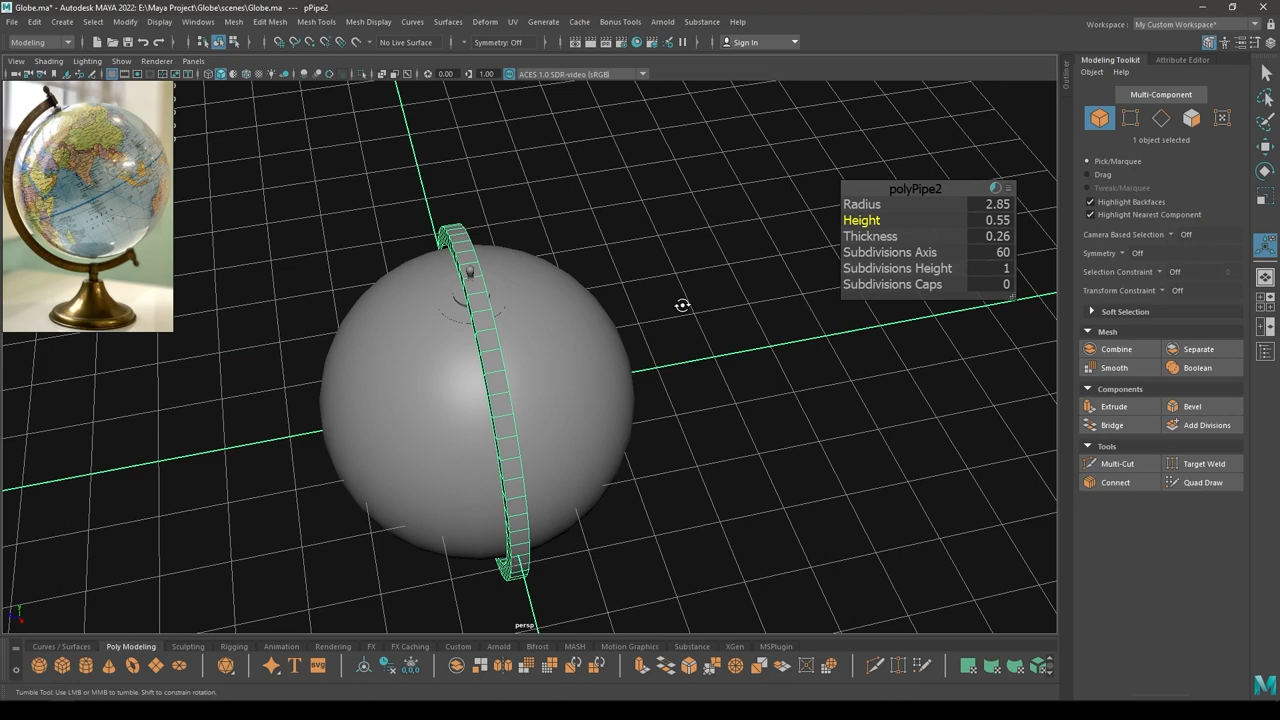 Globe.ma* - Autodesk MAYA 2022: E:\Maya Project\Globe\scenes\Globe.ma --- pPipe2
File Edit Create Select Modify Display Windows Mesh Edit Mesh Mesh Tools Mesh Display Curves Surfaces Deform UV Generate Cache Bonus Tools Arnold Substance Help
Workspace : My Custom Workspace*
Modeling No Live Surface Symmetry: Off Sign In
View Shading Lighting Show Renderer Panels
Modeling Toolkit Attribute Editor
0.00 1.00 ACES 1.0 SDR-video (sRGB)
Object Help
Outliner
Multi-Component
1 object selected
Pick/Marquee
Drag
Tweak/Marquee
Highlight Backfaces
Highlight Nearest Component
Camera Based Selection Off
Symmetry Off
Selection Constraint Off 0
Transform Constraint Off
Soft Selection
Mesh
Combine Separate
Smooth Boolean
Components
Extrude Bevel
Bridge Add Divisions
Tools
Multi-Cut Target Weld
Connect Quad Draw
polyPipe2
Radius 2.85
Height 0.55
Thickness 0.26
Subdivisions Axis 60
Subdivisions Height 1
Subdivisions Caps 0
persp
Curves / Surfaces Poly Modeling Sculpting Rigging Animation Rendering FX FX Caching Custom Arnold Bifrost MASH Motion Graphics Substance XGen MSPlugin
Tumble Tool: Use LMB or MMB to tumble. Shift to constrain rotation.